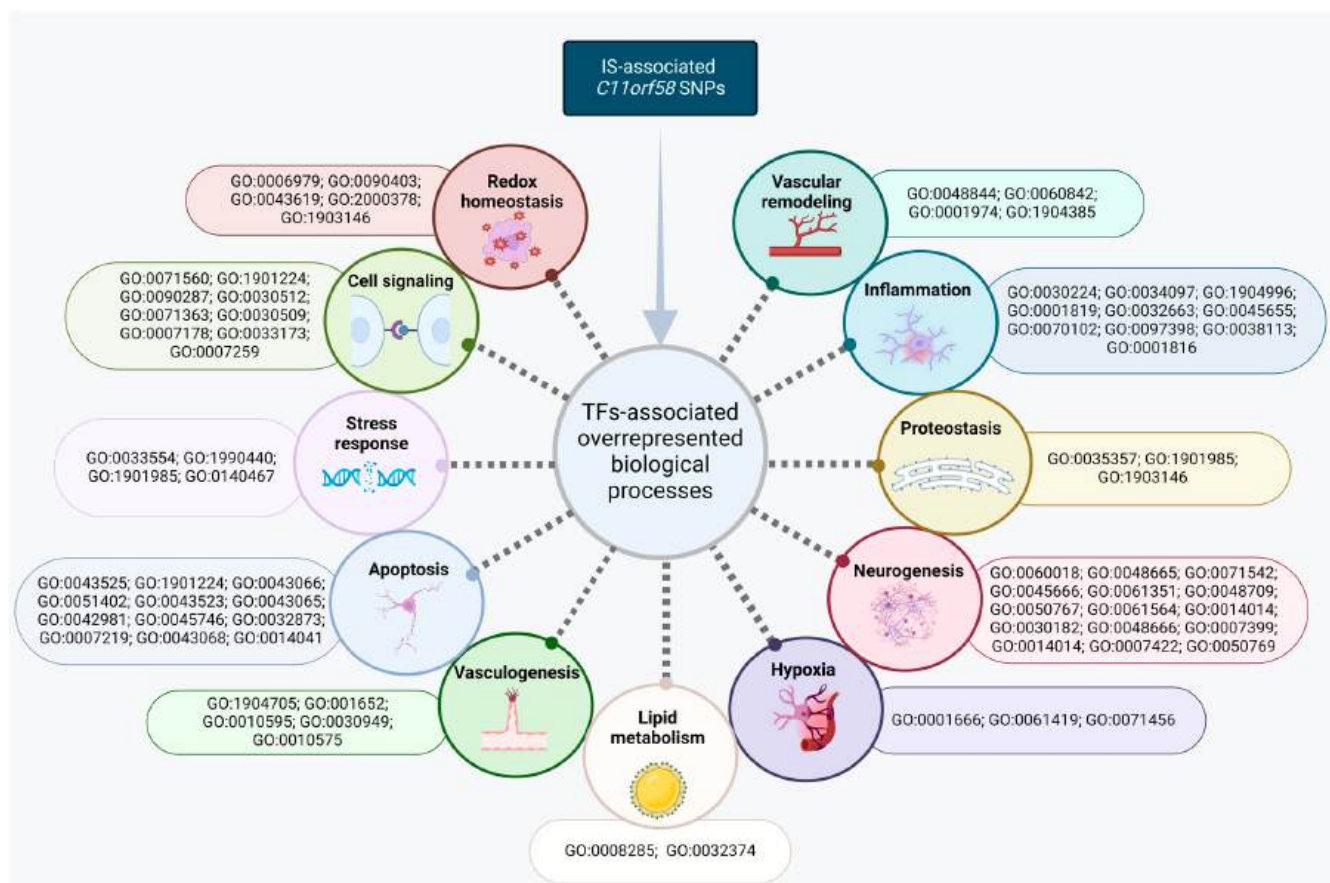 IS-associated
C11orf58 SNPs
Redox
homeostasis
GO:0006979; GO:0090403;
GO:0043619; GO:2000378;
GO:1903146
Vascular
remodeling
GO:0048844; GO:0060842;
GO:0001974; GO:1904385
Cell signaling
GO:0071560; GO:1901224;
GO:0090287; GO:0030512;
GO:0071363; GO:0030509;
GO:0007178; GO:0033173;
GO:0007259
Inflammation
GO:0030224; GO:0034097; GO:1904996;
GO:0001819; GO:0032663; GO:0045655;
GO:0070102; GO:0097398; GO:0038113;
GO:0001816
TFs-associated
overrepresented
biological
processes
Stress
response
GO:0033554; GO:1990440;
GO:1901985; GO:0140467
Proteostasis
GO:0035357; GO:1901985;
GO:1903146
Apoptosis
GO:0043525; GO:1901224; GO:0043066;
GO:0051402; GO:0043523; GO:0043065;
GO:0042981; GO:0045746; GO:0032873;
GO:0007219; GO:0043068; GO:0014041
Neurogenesis
GO:0060018; GO:0048665; GO:0071542;
GO:0045666; GO:0061351; GO:0048709;
GO:0050767; GO:0061564; GO:0014014;
GO:0030182; GO:0048666; GO:0007399;
GO:0014014; GO:0007422; GO:0050769
Vasculogenesis
GO:1904705; GO:001652;
GO:0010595; GO:0030949;
GO:0010575
Hypoxia
GO:0001666; GO:0061419; GO:0071456
Lipid
metabolism
GO:0008285; GO:0032374